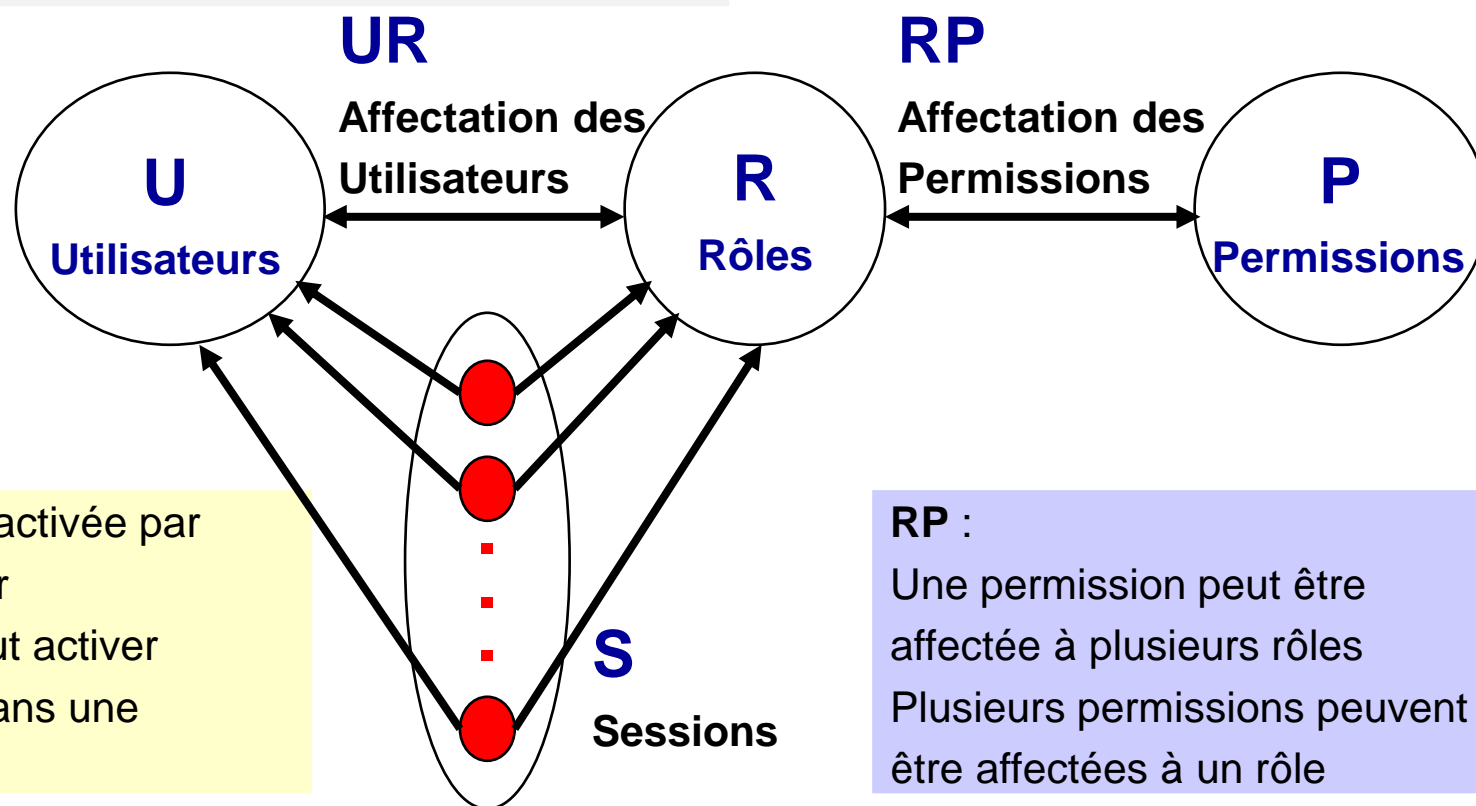 UR
Affectation des
Utilisateurs
RP
Affectation des
Permissions
U
Utilisateurs
R
Rôles
P
Permissions
activée par
r
ut activer
ans une
S
Sessions
RP :
Une permission peut être
affectée à plusieurs rôles
Plusieurs permissions peuvent
être affectées à un rôle